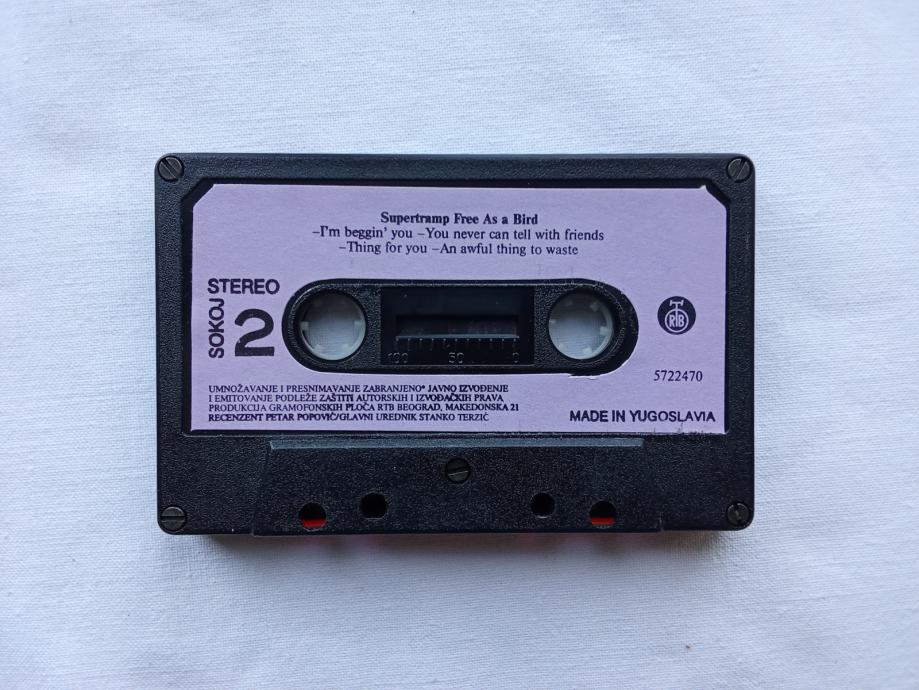 Supertramp Free As a Bird
–I'm beggin' you –You never can tell with friends
–Thing for you –An awful thing to waste
STEREO
SOKOJ
2
RTB
100 50 0
5722470
UMNOŽAVANJE I PRESNIMAVANJE ZABRANJENO* JAVNO IZVOĐENJE
I EMITOVANJE PODLEŽE ZAŠTITI AUTORSKIH I IZVOĐAČKIH PRAVA
PRODUKCIJA GRAMOFONSKIH PLOČA RTB BEOGRAD, MAKEDONSKA 21
RECENZENT PETAR POPOVIĆ/GLAVNI UREDNIK STANKO TERZIĆ
MADE IN YUGOSLAVIA